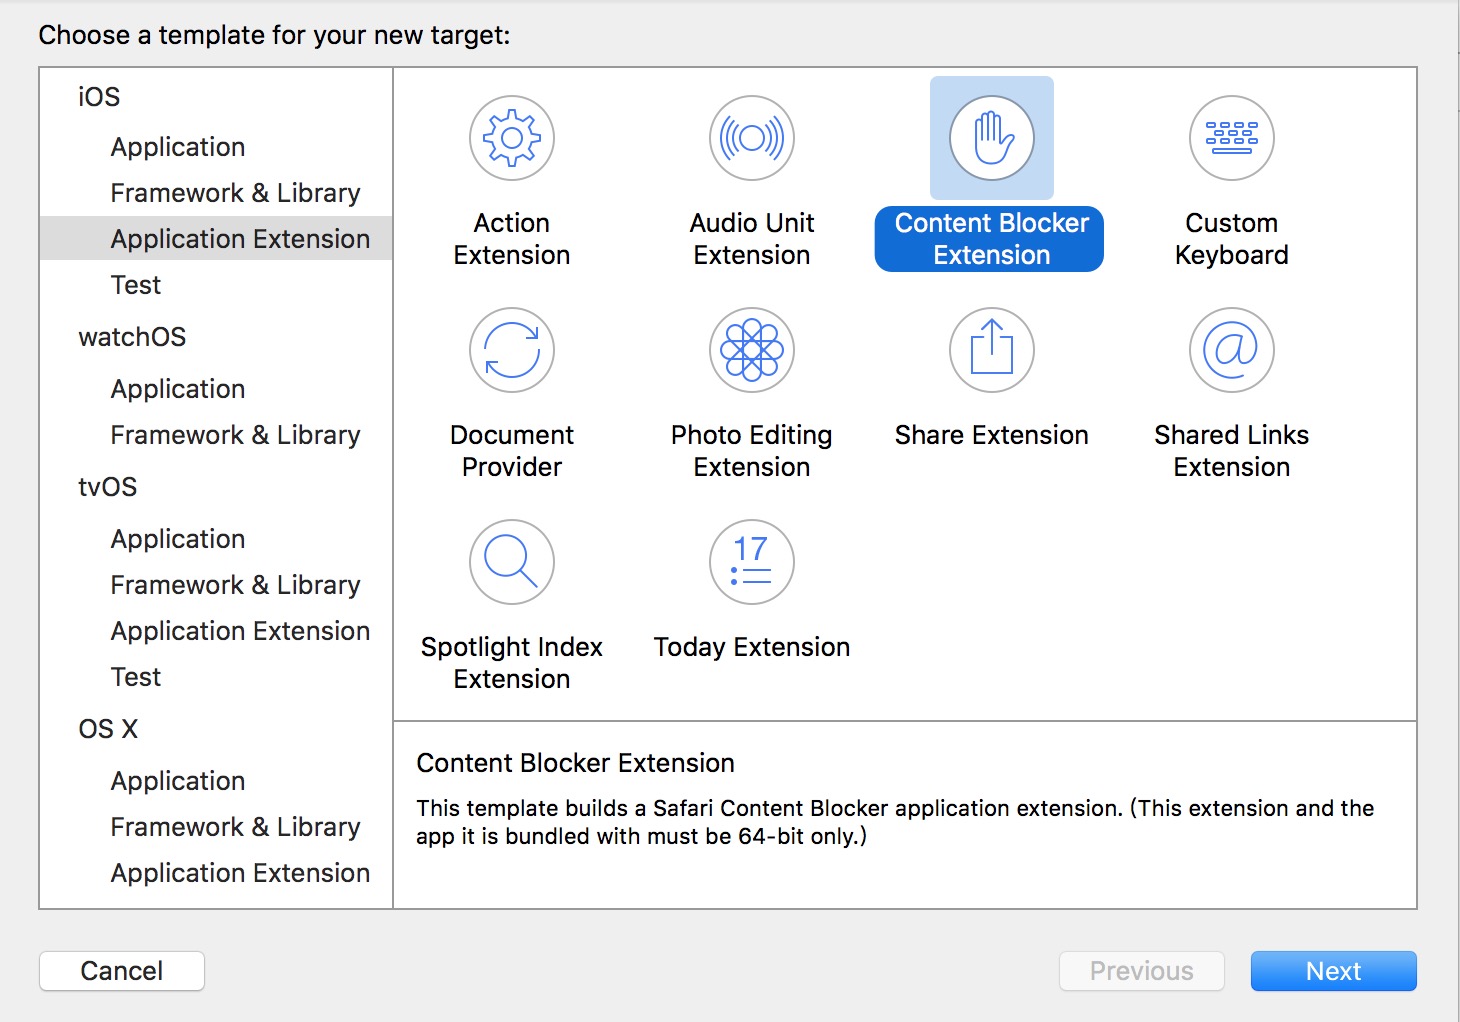 Choose a template for your new target:
iOS
Application
Framework & Library
Application Extension
Test
watchOS
Application
Framework & Library
tvOS
Application
Framework & Library
Application Extension
Test
OS X
Application
Framework & Library
Application Extension
Action
Extension
Audio Unit
Extension
Content Blocker
Extension
Custom
Keyboard
Document
Provider
Photo Editing
Extension
Share Extension
@
Shared Links
Extension
Spotlight Index
Extension
17
Today Extension
Content Blocker Extension
This template builds a Safari Content Blocker application extension. (This extension and the
app it is bundled with must be 64-bit only.)
Cancel
Previous
Next